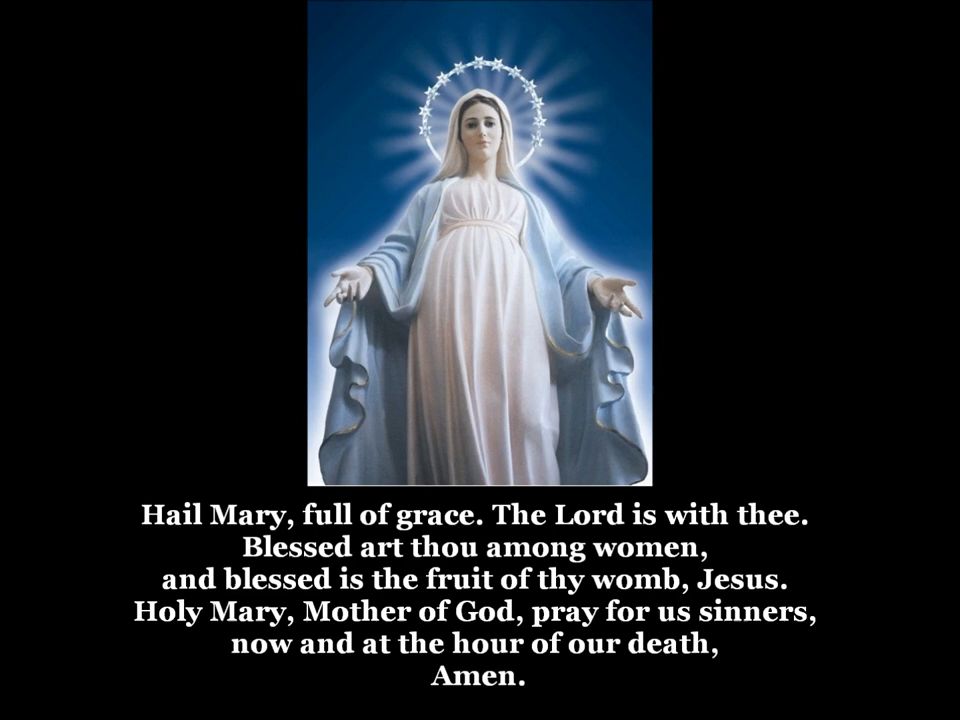 Hail Mary, full of grace. The Lord is with thee.
Blessed art thou among women,
and blessed is the fruit of thy womb, Jesus.
Holy Mary, Mother of God, pray for us sinners,
now and at the hour of our death,
Amen.